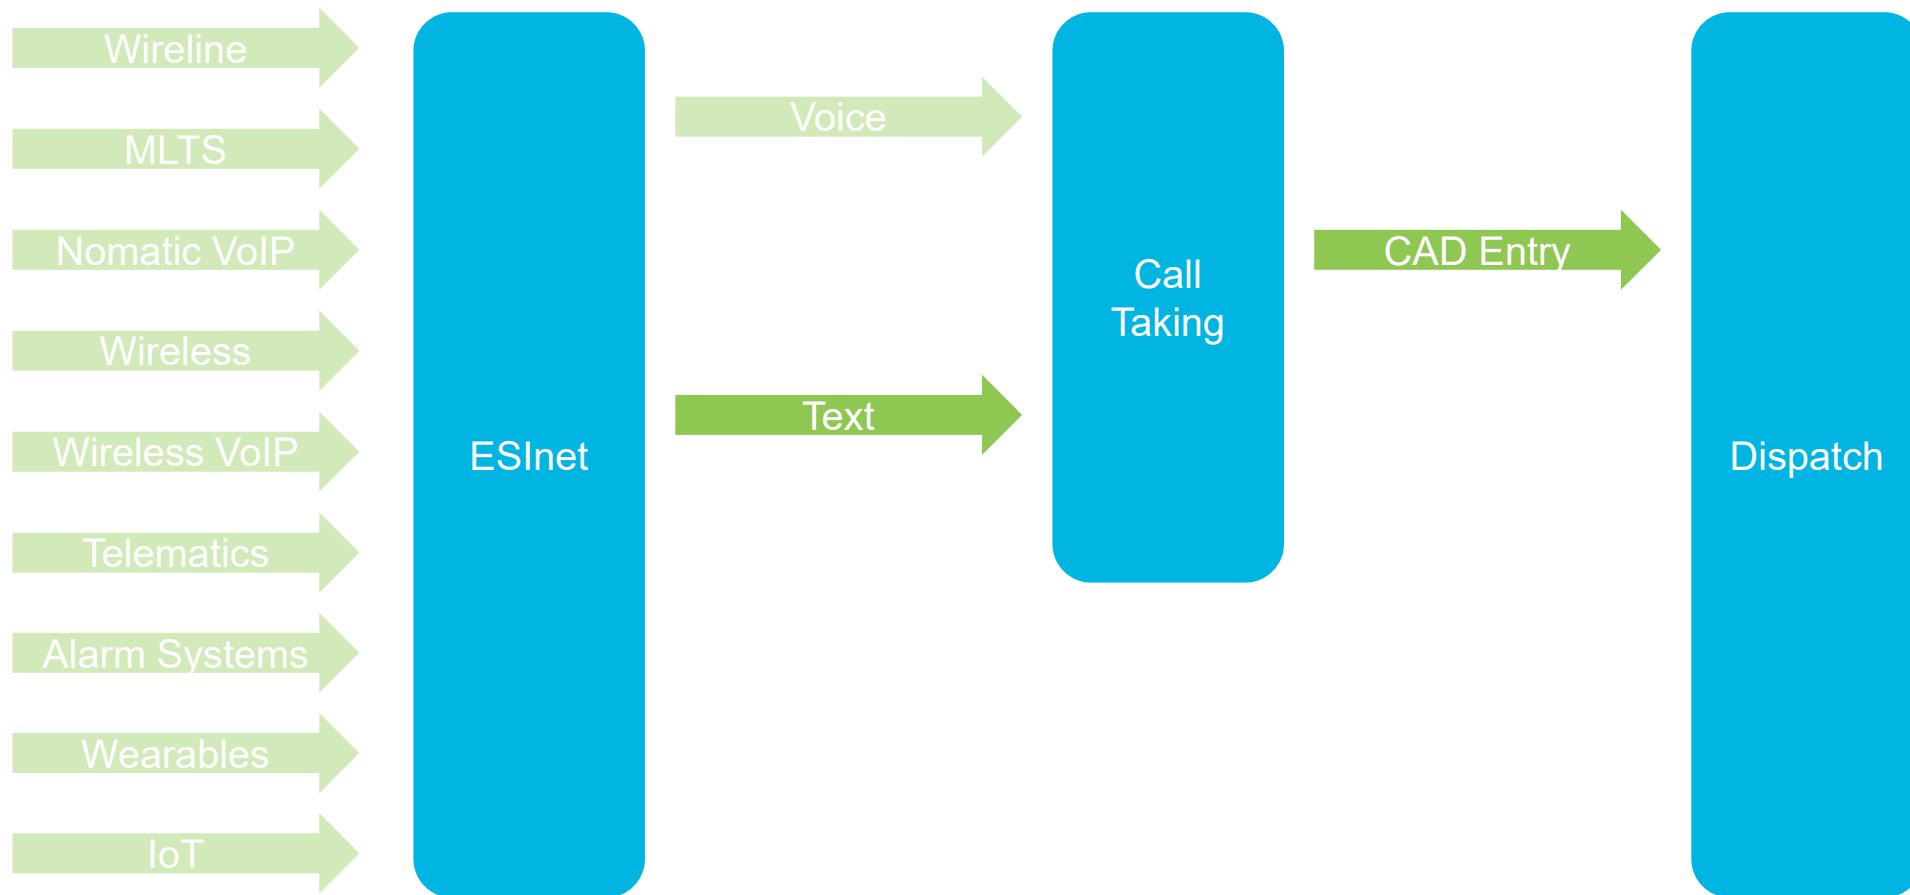 Wireline
MLTS
Nomatic VoIP
Wireless
Wireless VoIP
Telematics
Alarm Systems
Wearables
IoT
ESInet
Voice
Text
Call
Taking
CAD Entry
Dispatch